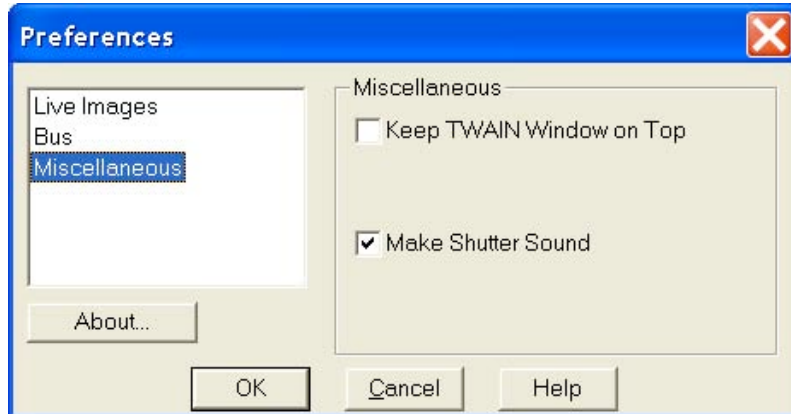 Preferences
Live Images
Bus
Miscellaneous
About...
Miscellaneous
Keep TWAIN Window on Top
Make Shutter Sound
OK
Cancel
Help